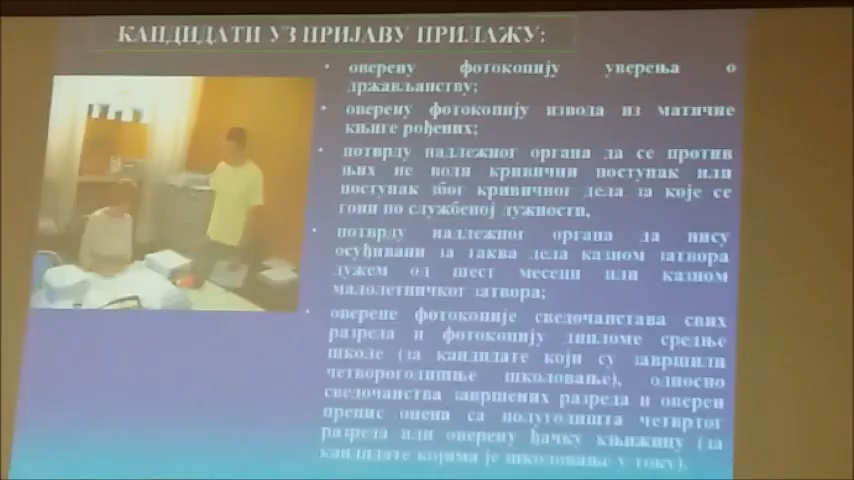 КАНДИДАТИ УЗ ПРИЈАВУ ПРИЛАЖУ:
• оверену фотокопију уверења о
држављанству;
• оверену фотокопију извода из матичне
књиге рођених;
• потврду надлежног органа да се против
њих не води кривични поступак или
поступак због кривичног дела за које се
гони по службеној дужности,
• потврду надлежног органа да нису
осуђивани за таква дела казном затвора
дужем од шест месеци или казном
малолетничког затвора;
• оверене фотокопије сведочанстава свих
разреда и фотокопију дипломе средње
школе (за кандидате који су завршили
четворогодишње школовање), односно
сведочанства завршених разреда и оверен
препис оцена са полугодишта четвртог
разреда или оверену ђачку књижицу (за
кандидате којима је школовање у току).